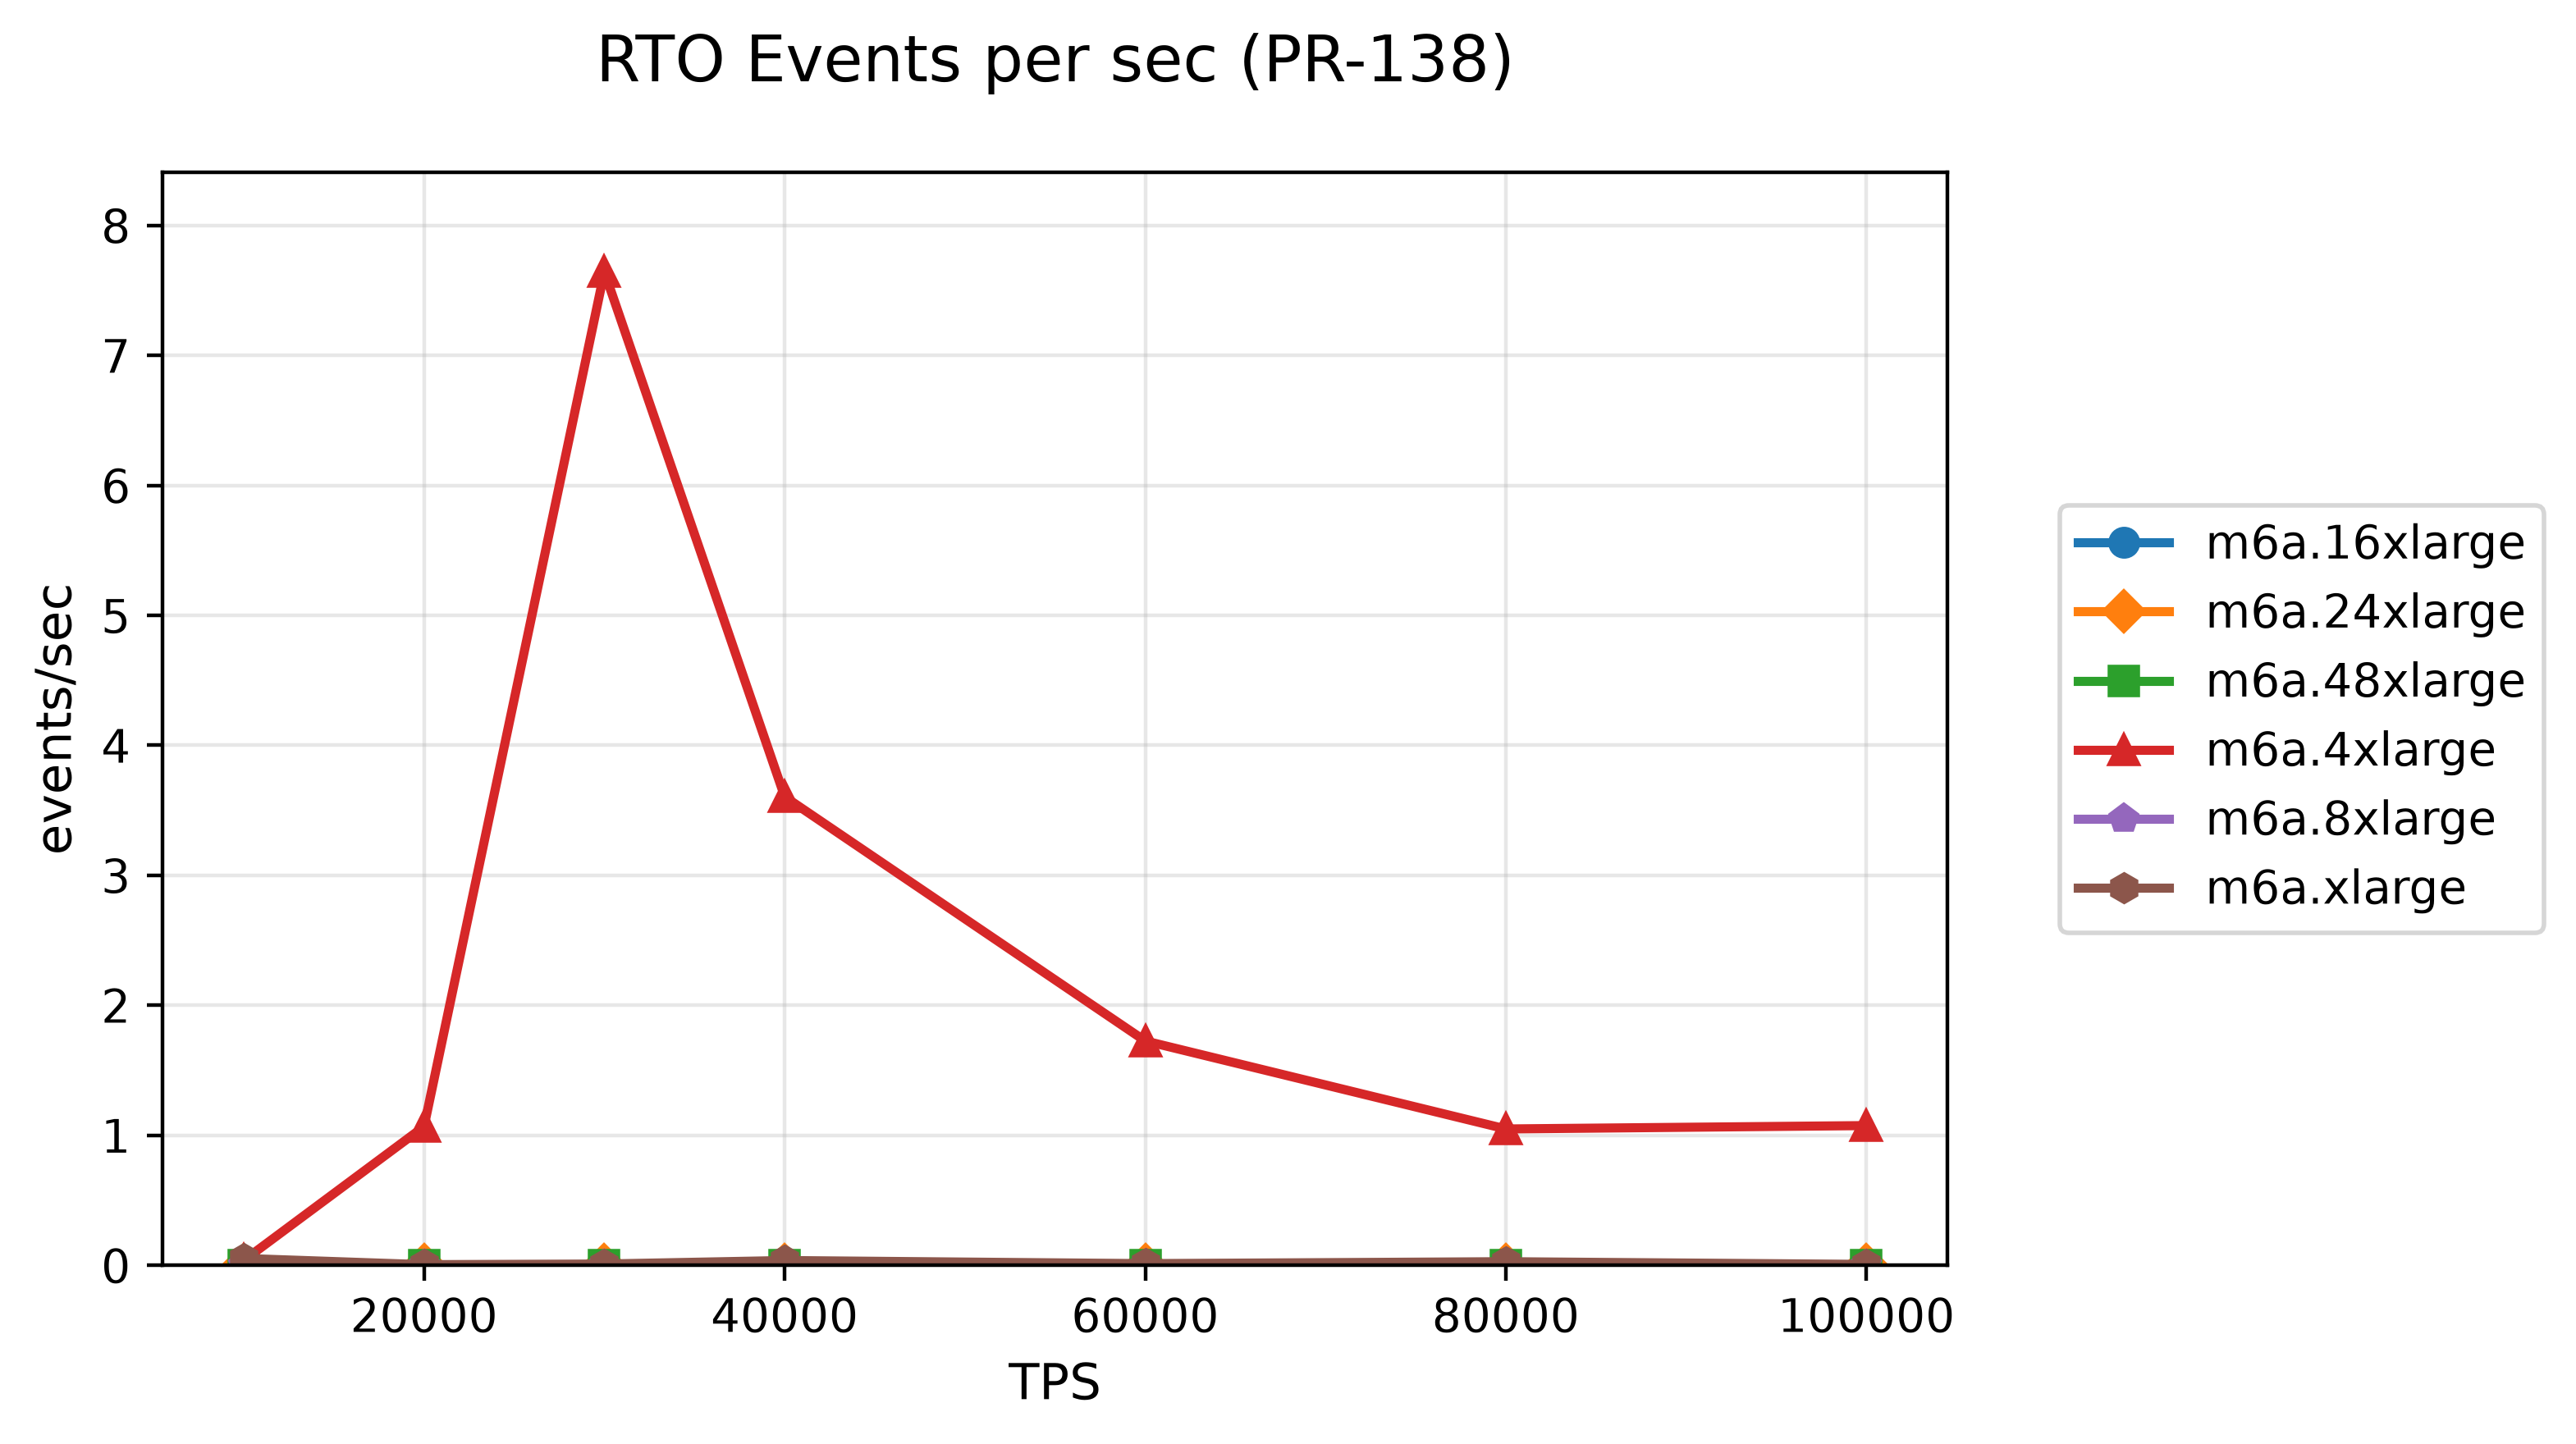 RTO Events per sec (PR-138)
8
7
6
5
4
3
2
1
0
events/sec
20000 40000 60000 80000 100000
TPS
m6a.16xlarge
m6a.24xlarge
m6a.48xlarge
m6a.4xlarge
m6a.8xlarge
m6a.xlarge